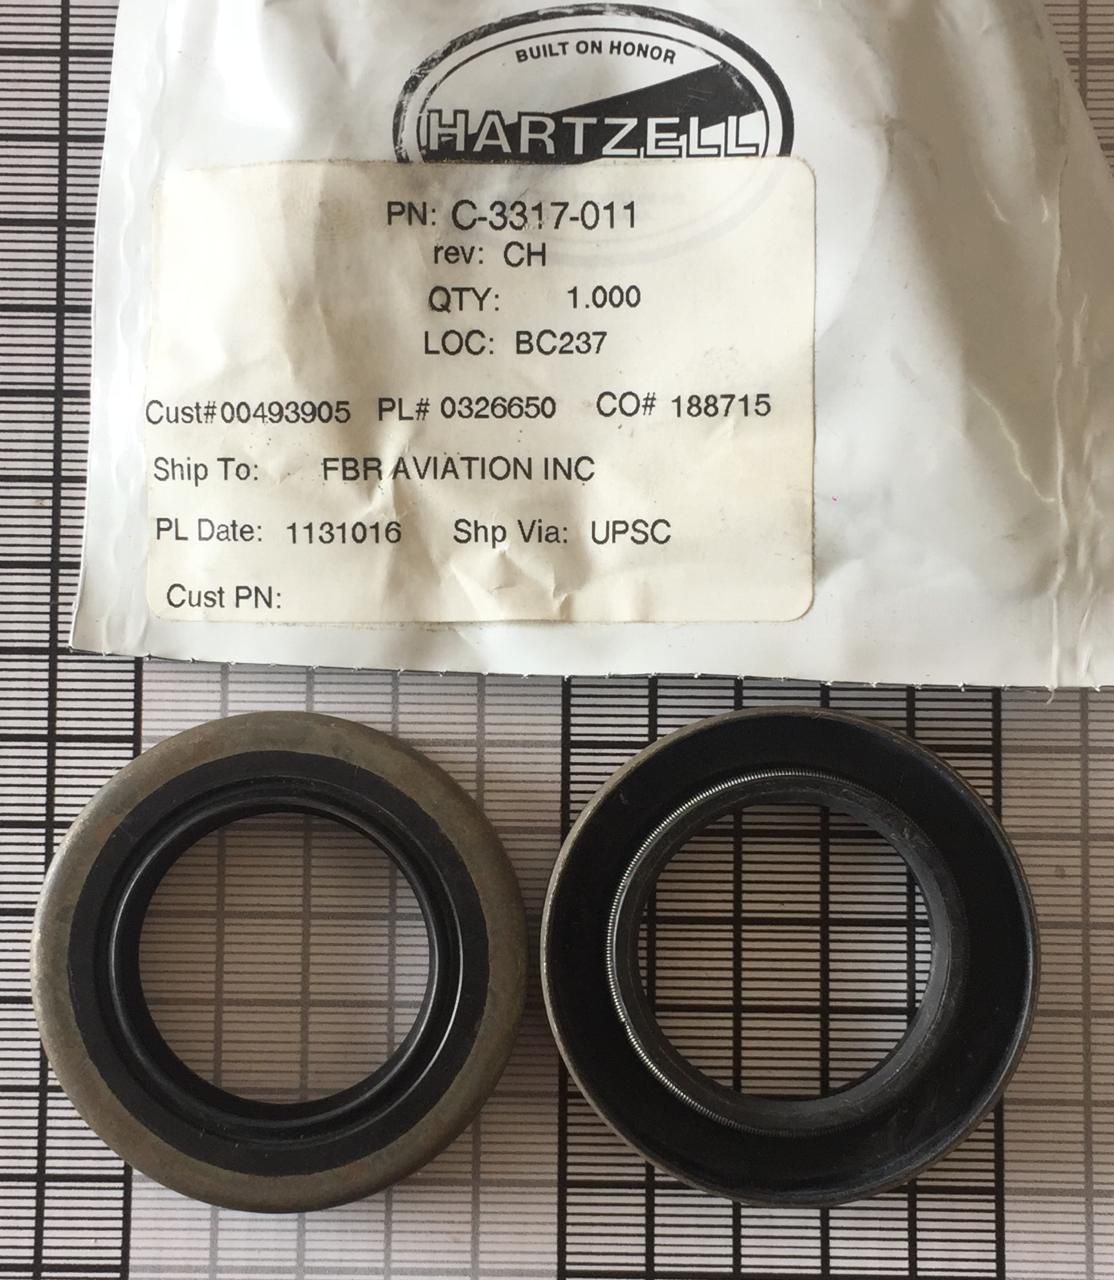 BUILT ON HONOR
HARTZELL
PN: C-3317-011
rev: CH
QTY: 1.000
LOC: BC237
Cust#00493905 PL# 0326650 CO# 188715
Ship To: FBR AVIATION INC
PL Date: 1131016 Shp Via: UPSC
Cust PN: